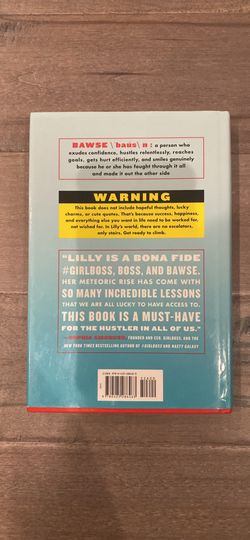 BAWSE \ˈbaüs\ n : a person who
exudes confidence, hustles relentlessly, reaches
goals, gets hurt efficiently, and smiles genuinely
because he or she has fought through it all
and made it out the other side
WARNING
This book does not include hopeful thoughts, lucky
charms, or cute quotes. That's because success, happiness,
and everything else you want in life need to be worked for,
not wished for. In Lilly's world, there are no escalators,
only stairs. Get ready to climb.
"LILLY IS A BONA FIDE
#GIRLBOSS, BOSS, AND BAWSE.
HER METEORIC RISE HAS COME WITH
SO MANY INCREDIBLE LESSONS
THAT WE ARE ALL LUCKY TO HAVE ACCESS TO.
THIS BOOK IS A MUST-HAVE
FOR THE HUSTLER IN ALL OF US."
—SOPHIA AMORUSO, FOUNDER AND CEO, GIRLBOSS, AND THE
NEW YORK TIMES BESTSELLING AUTHOR OF #GIRLBOSS AND NASTY GALAXY